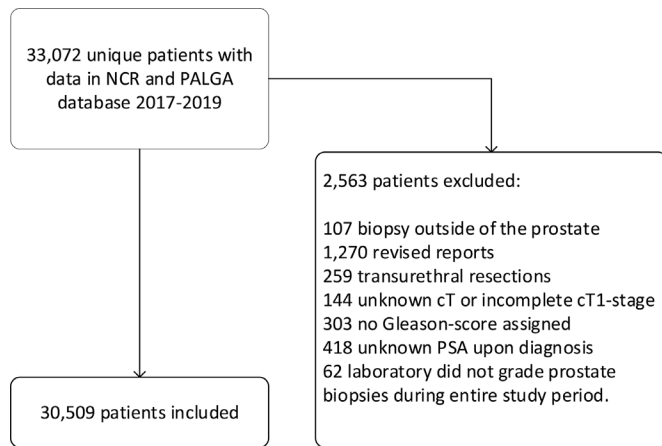 33,072 unique patients with
data in NCR and PALGA
database 2017-2019
2,563 patients excluded:
107 biopsy outside of the prostate
1,270 revised reports
259 transurethral resections
144 unknown cT or incomplete cT1-stage
303 no Gleason-score assigned
418 unknown PSA upon diagnosis
62 laboratory did not grade prostate
biopsies during entire study period.
30,509 patients included